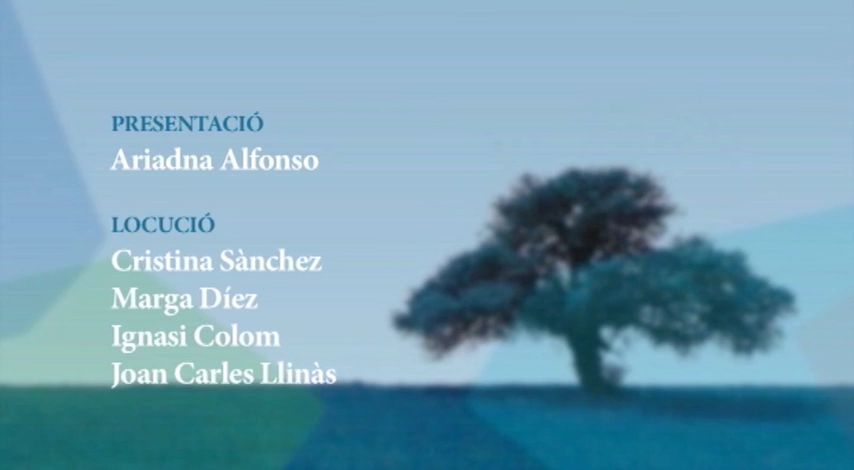 PRESENTACIÓ
Ariadna Alfonso
LOCUCIÓ
Cristina Sànchez
Marga Díez
Ignasi Colom
Joan Carles Llinàs